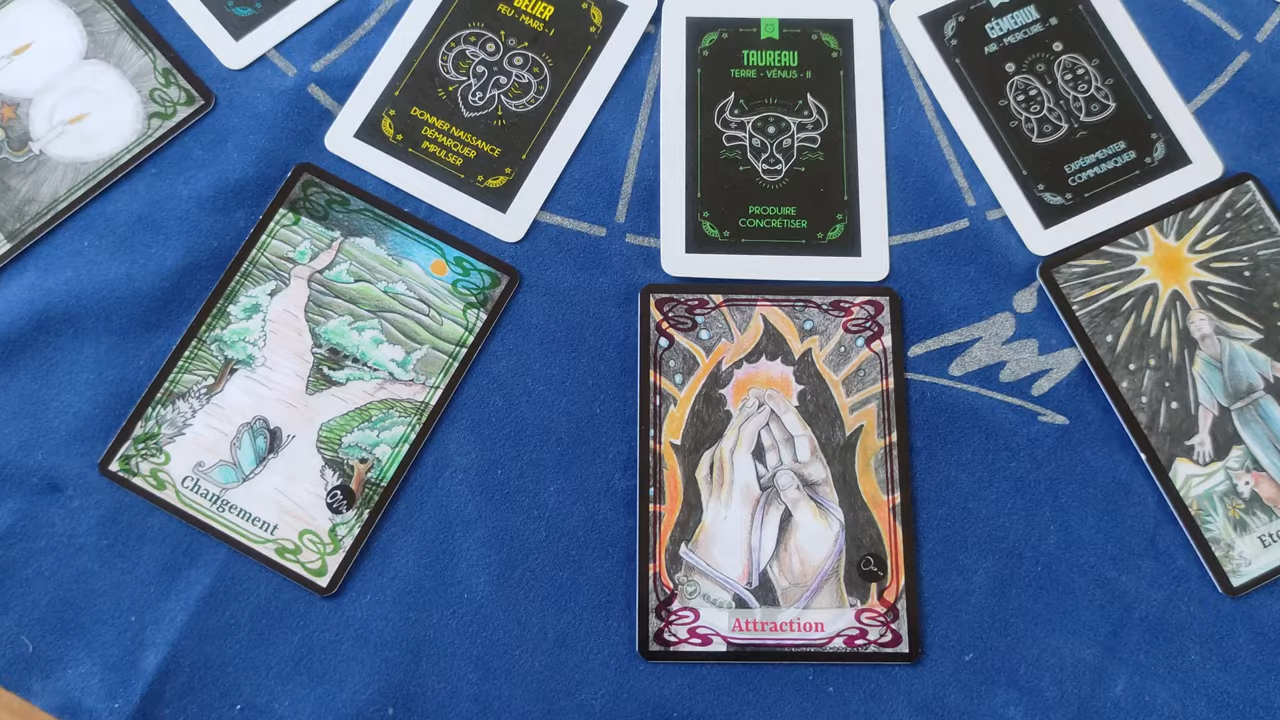 BÉLIER
FEU - MARS - I
DONNER NAISSANCE
DÉMARQUER
IMPULSER
TAUREAU
TERRE - VÉNUS - II
PRODUIRE
CONCRÉTISER
GÉMEAUX
AIR - MERCURE - III
EXPÉRIMENTER
COMMUNIQUER
Changement
Attraction